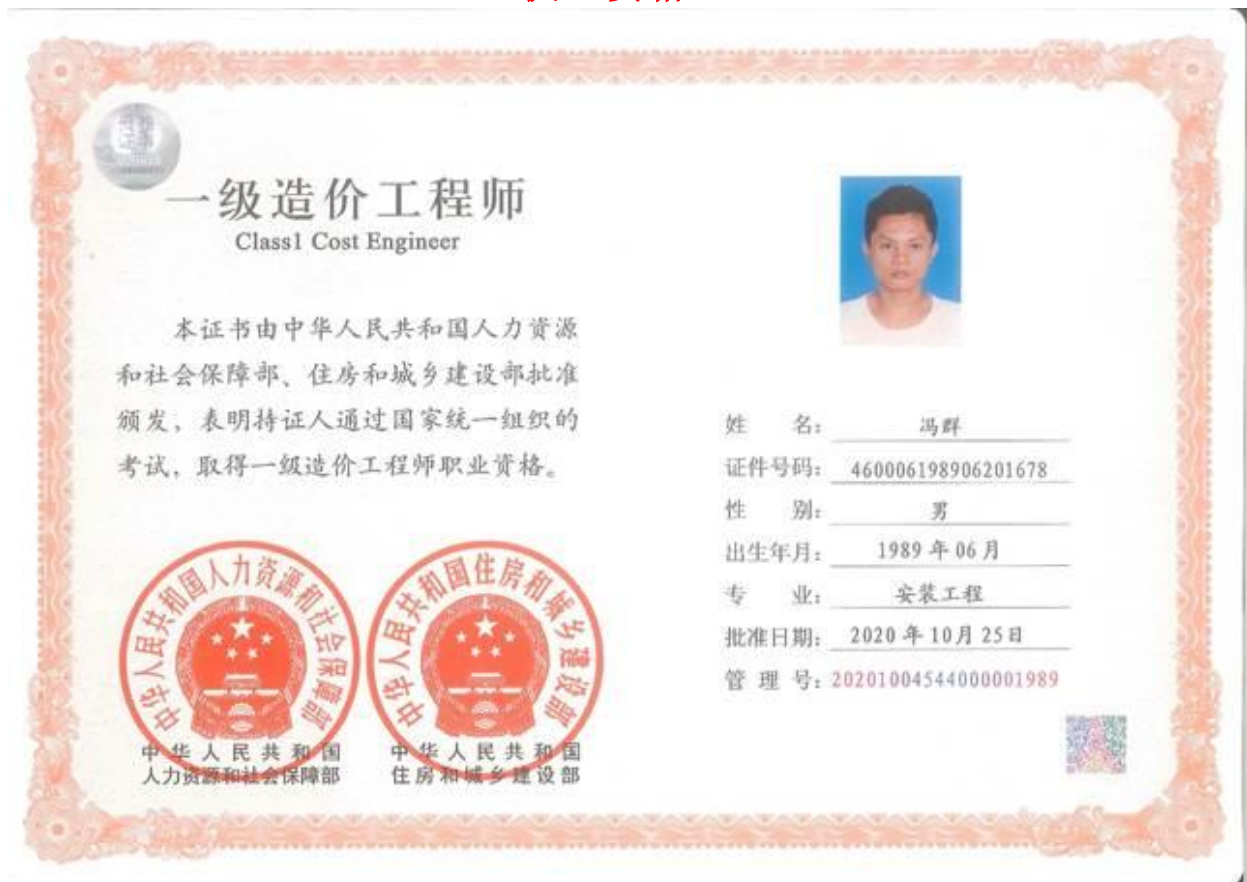 一级造价工程师
Class1 Cost Engineer
本证书由中华人民共和国人力资源
和社会保障部、住房和城乡建设部批准
颁发，表明持证人通过国家统一组织的
考试，取得一级造价工程师职业资格。
中华人民共和国人力资源和社会保障部
中华人民共和国
人力资源和社会保障部
中华人民共和国住房和城乡建设部
中华人民共和国
住房和城乡建设部
姓 名：冯群
证件号码：460006198906201678
性 别：男
出生年月：1989年06月
专 业：安装工程
批准日期：2020年10月25日
管 理 号：20201004544000001989